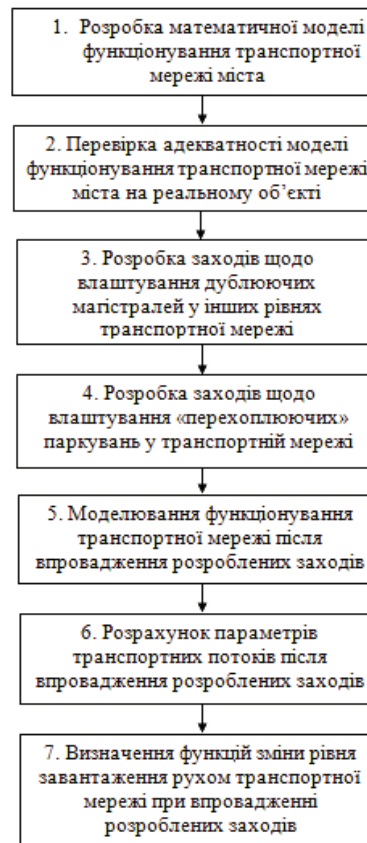 1. Розробка математичної моделі
функціонування транспортної
мережі міста
2. Перевірка адекватності моделі
функціонування транспортної мережі
міста на реальному об’єкті
3. Розробка заходів щодо
влаштування дублюючих
магістралей у інших рівнях
транспортної мережі
4. Розробка заходів щодо
влаштування «перехоплюючих»
паркувань у транспортній мережі
5. Моделювання функціонування
транспортної мережі після
впровадження розроблених заходів
6. Розрахунок параметрів
транспортних потоків після
впровадження розроблених заходів
7. Визначення функцій зміни рівня
завантаження рухом транспортної
мережі при впровадженні
розроблених заходів